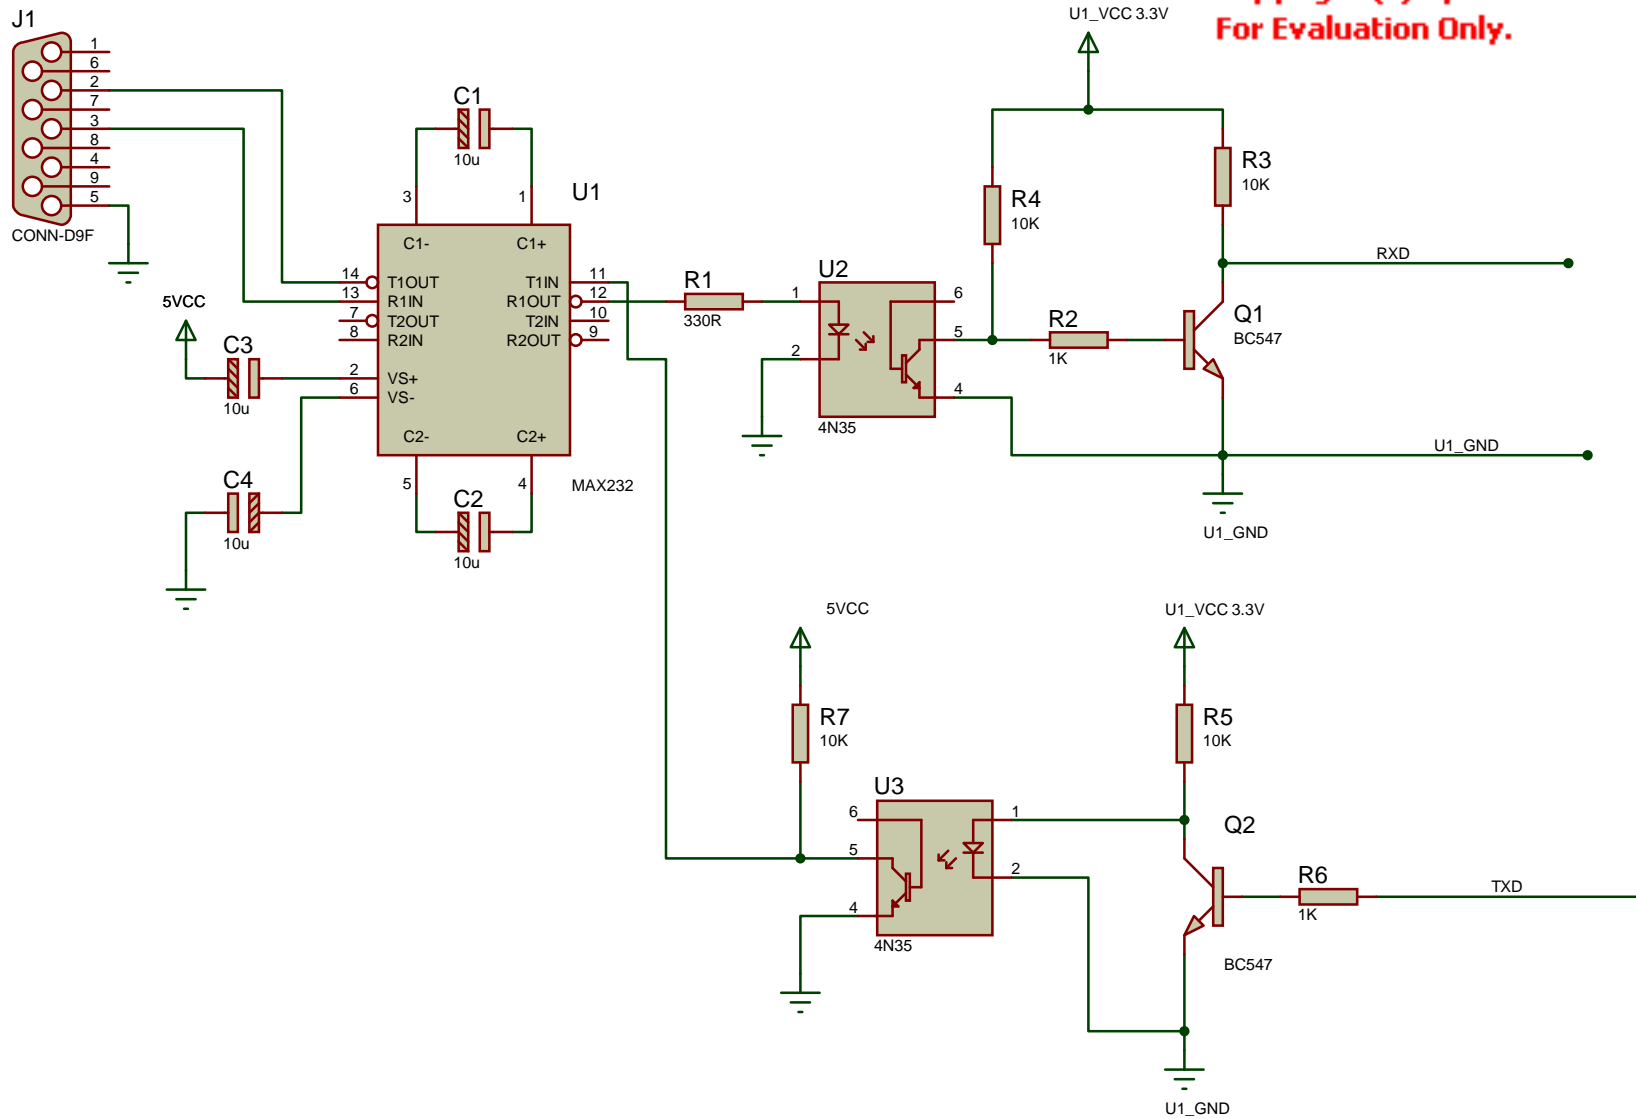 J1
1
6
2
7
3
8
4
9
5
CONN-D9F
U1_VCC 3.3V
For Evaluation Only.
C1
10u
3
1
U1
C1-
C1+
14
T1OUT
T1IN
11
13
R1IN
R1OUT
12
7
T2OUT
T2IN
10
8
R2IN
R2OUT
9
2
VS+
6
VS-
C2-
C2+
5
4
MAX232
5VCC
C3
10u
C4
10u
C2
10u
R1
330R
U2
1
2
6
5
4
4N35
R4
10K
R3
10K
R2
1K
Q1
BC547
RXD
U1_GND
U1_GND
5VCC
R7
10K
U1_VCC 3.3V
R5
10K
U3
6
5
4
1
2
4N35
Q2
BC547
R6
1K
TXD
U1_GND